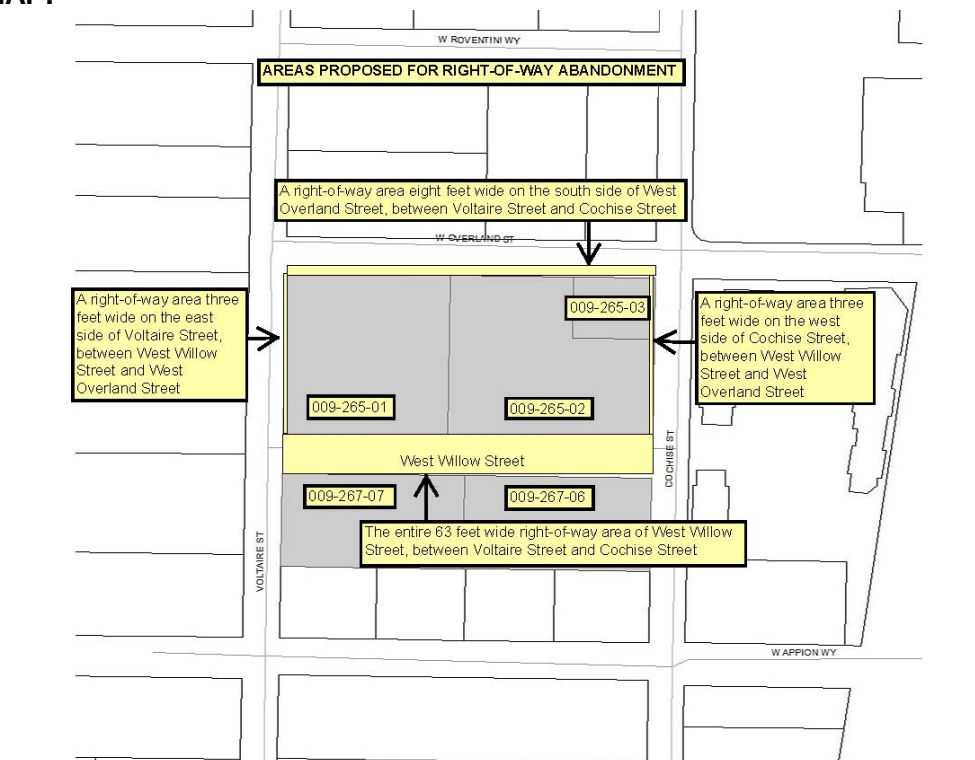 W ROVENTINI WY
AREAS PROPOSED FOR RIGHT-OF-WAY ABANDONMENT
A right-of-way area eight feet wide on the south side of West
Overland Street, between Voltaire Street and Cochise Street
W OVERLAND ST
A right-of-way area three
feet wide on the east
side of Voltaire Street,
between West Willow
Street and West
Overland Street
009-265-03
A right-of-way area three
feet wide on the west
side of Cochise Street,
between West Willow
Street and West
Overland Street
009-265-01
009-265-02
West Willow Street
COCHISE ST
009-267-07
009-267-06
The entire 63 feet wide right-of-way area of West Willow
Street, between Voltaire Street and Cochise Street
VOLTAIRE ST
W APPION WY